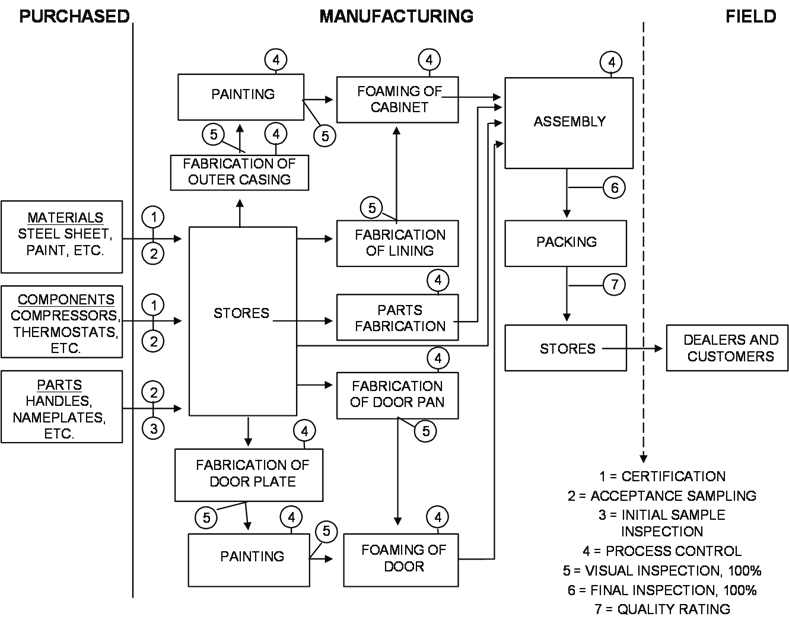 PURCHASED
MANUFACTURING
FIELD
4
PAINTING
5
4
FOAMING OF
CABINET
4
ASSEMBLY
5
4
FABRICATION OF
OUTER CASING
6
MATERIALS
STEEL SHEET,
PAINT, ETC.
1
2
5
FABRICATION
OF LINING
PACKING
7
COMPONENTS
COMPRESSORS,
THERMOSTATS,
ETC.
1
2
STORES
4
PARTS
FABRICATION
STORES
DEALERS AND
CUSTOMERS
PARTS
HANDLES,
NAMEPLATES,
ETC.
2
3
4
FABRICATION
OF DOOR PAN
5
4
FABRICATION OF
DOOR PLATE
5
4
PAINTING
5
4
FOAMING OF
DOOR
1 = CERTIFICATION
2 = ACCEPTANCE SAMPLING
3 = INITIAL SAMPLE
INSPECTION
4 = PROCESS CONTROL
5 = VISUAL INSPECTION, 100%
6 = FINAL INSPECTION, 100%
7 = QUALITY RATING